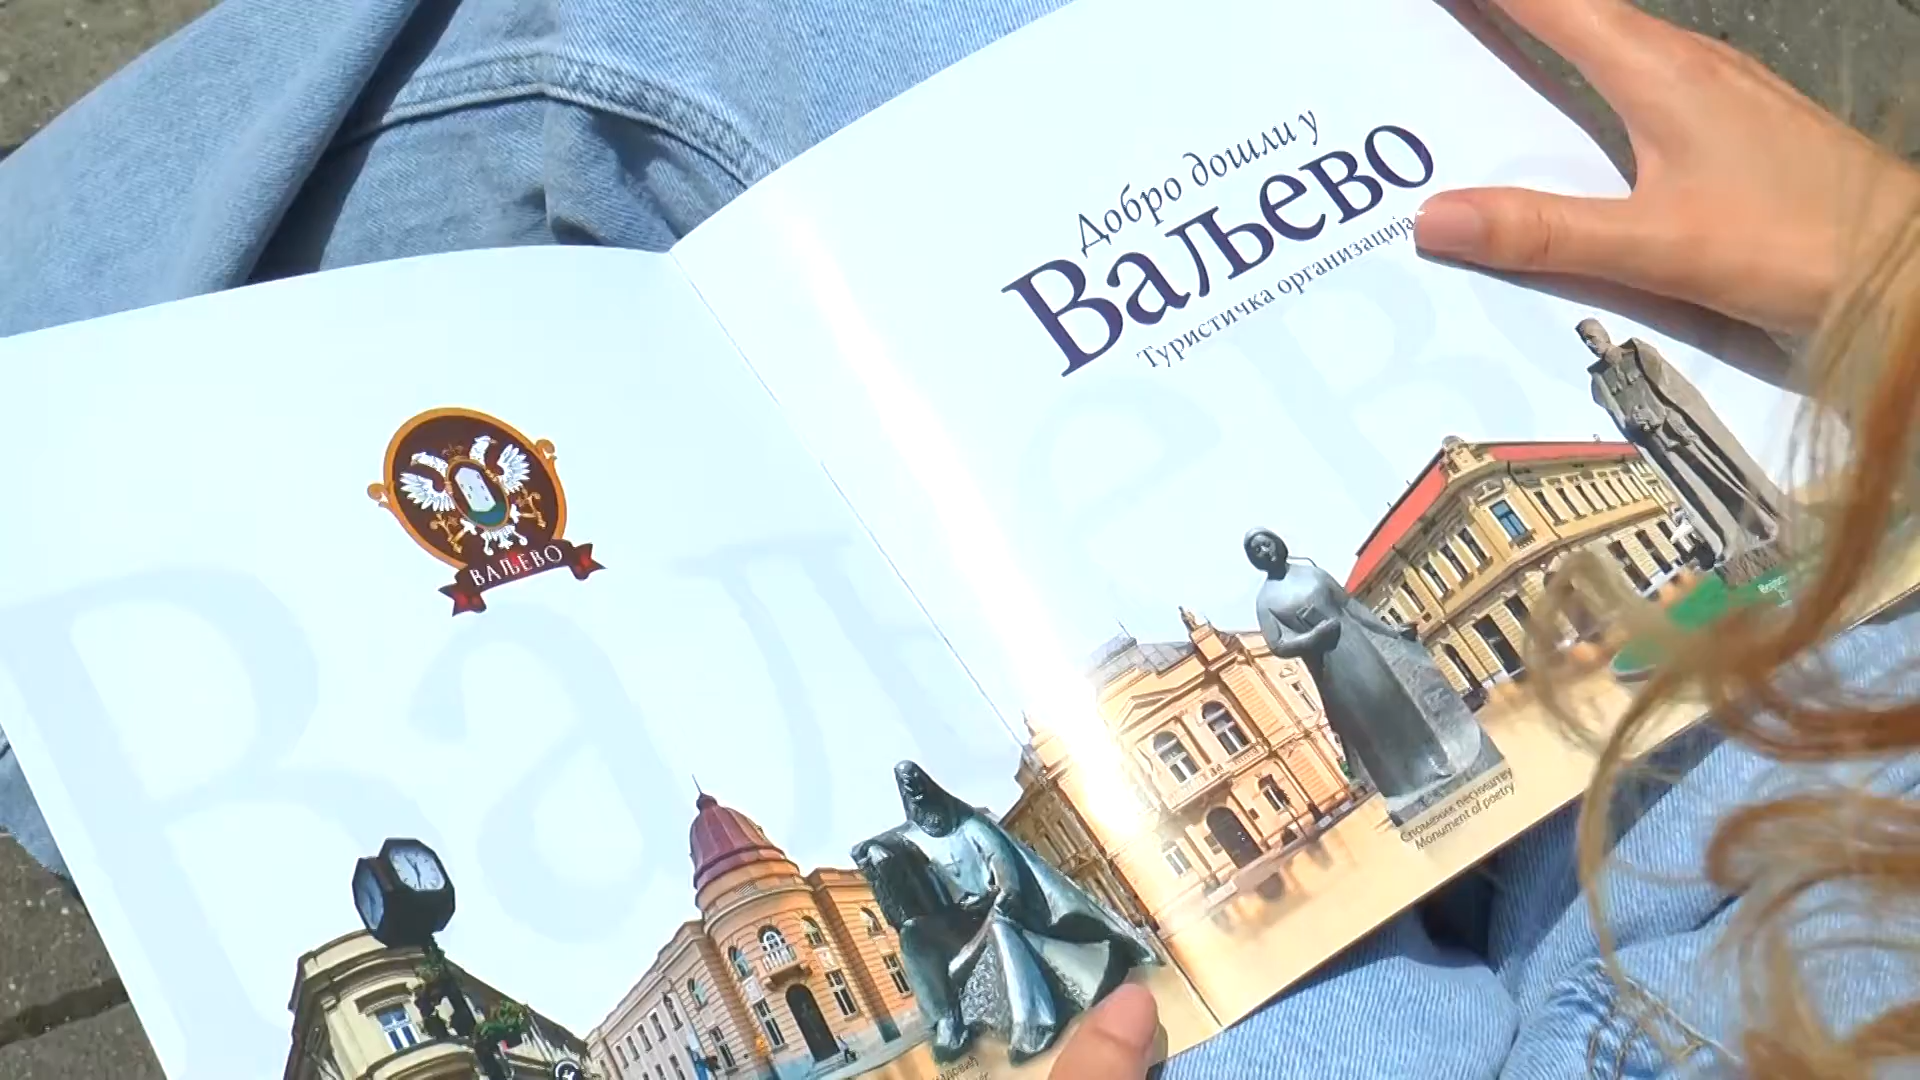 Добро дошли у
Ваљево
Туристичка организација
ВАЉЕВО
Споменик песништву
Monument of poetry